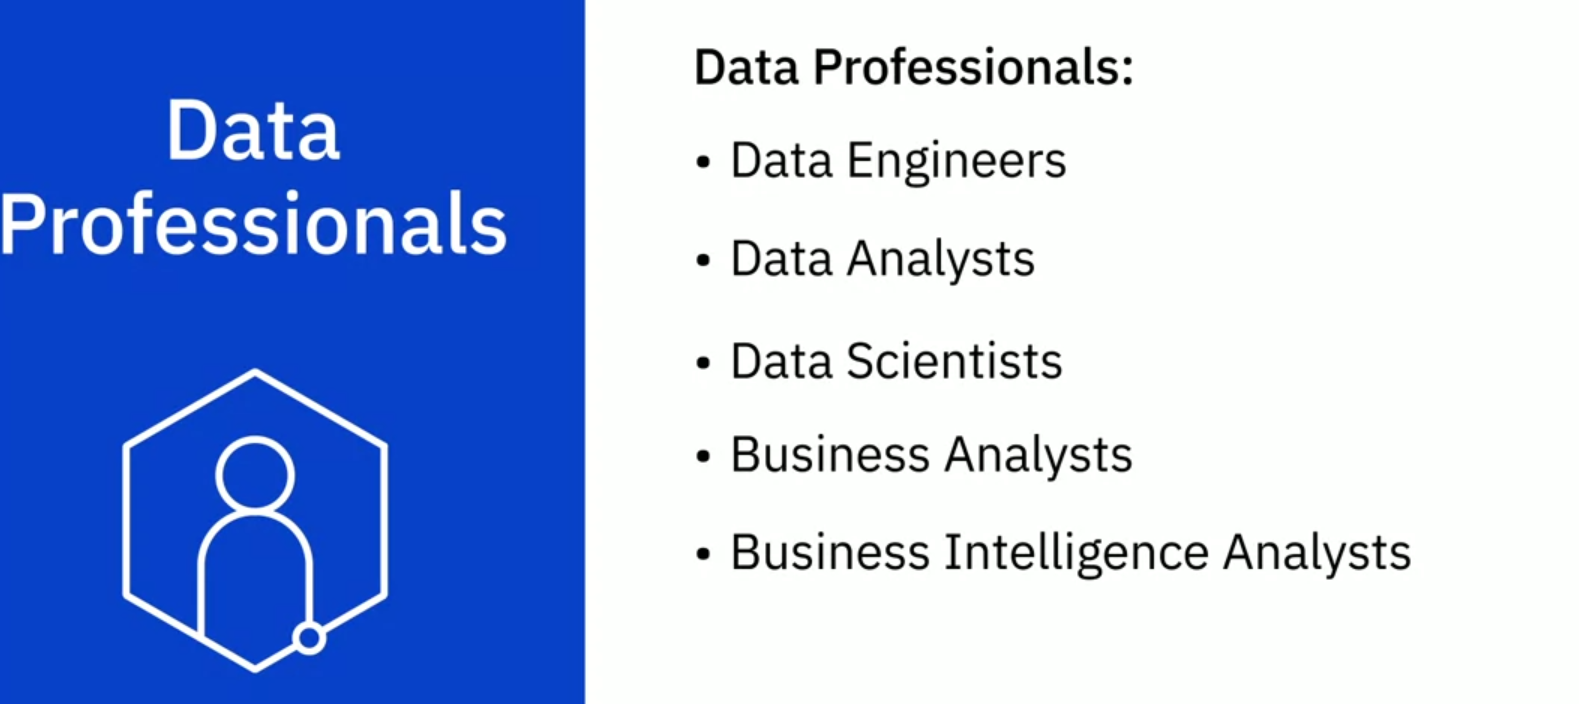 Data
Professionals
Data Professionals:
• Data Engineers
• Data Analysts
• Data Scientists
• Business Analysts
• Business Intelligence Analysts